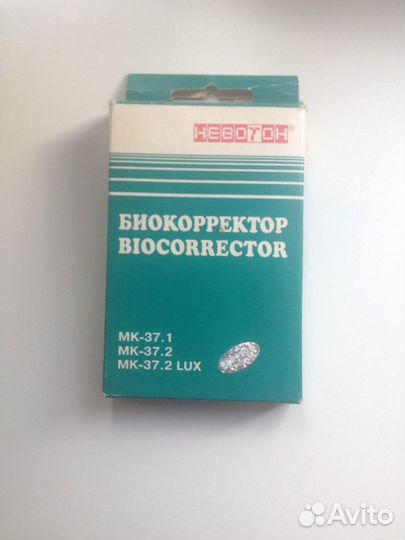 НЕВОТОН
БИОКОРРЕКТОР
BIOCORRECTOR
МК-37.1
МК-37.2
МК-37.2 LUX
Avito